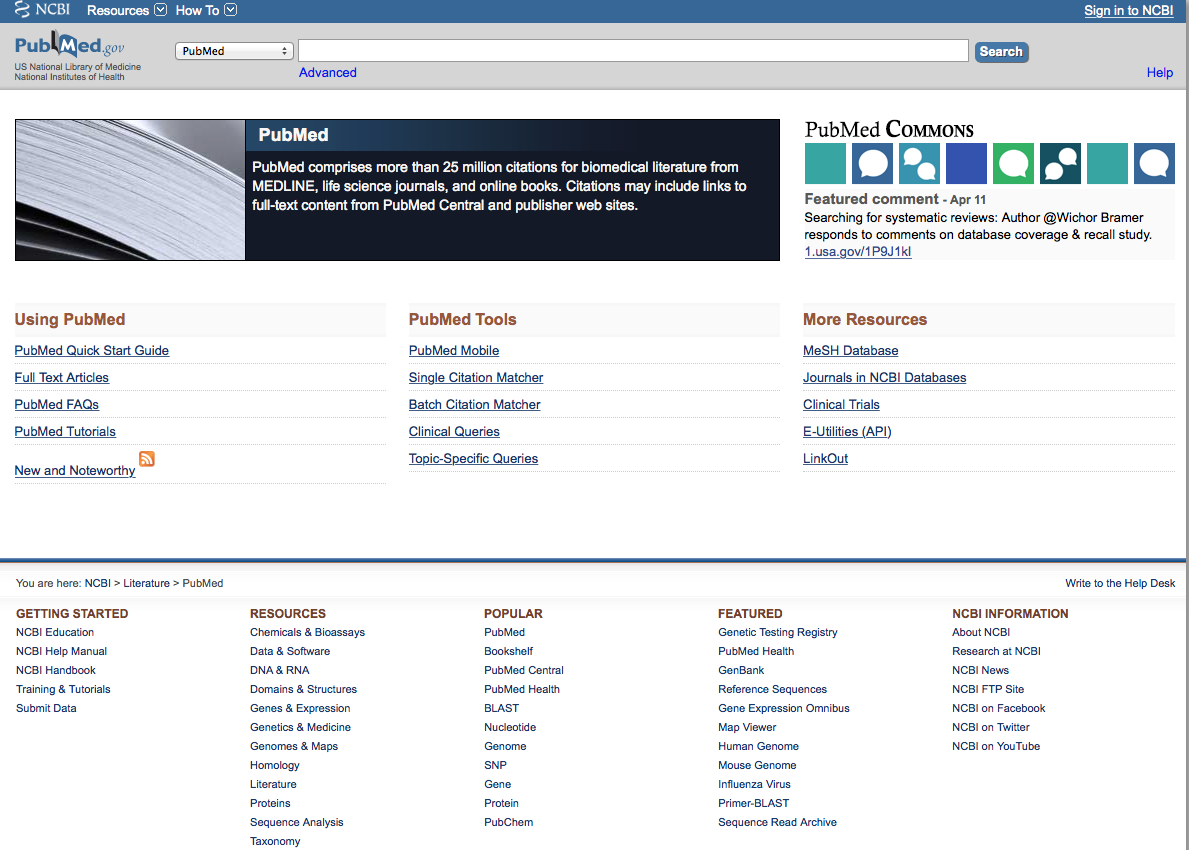 NCBI Resources How To Sign in to NCBI
PubMed.gov
US National Library of Medicine
National Institutes of Health
PubMed
Search
Advanced
Help
PubMed
PubMed comprises more than 25 million citations for biomedical literature from
MEDLINE, life science journals, and online books. Citations may include links to
full-text content from PubMed Central and publisher web sites.
PubMed COMMONS
Featured comment - Apr 11
Searching for systematic reviews: Author @Wichor Bramer
responds to comments on database coverage & recall study.
1.usa.gov/1P9J1kI
Using PubMed
PubMed Quick Start Guide
Full Text Articles
PubMed FAQs
PubMed Tutorials
New and Noteworthy
PubMed Tools
PubMed Mobile
Single Citation Matcher
Batch Citation Matcher
Clinical Queries
Topic-Specific Queries
More Resources
MeSH Database
Journals in NCBI Databases
Clinical Trials
E-Utilities (API)
LinkOut
You are here: NCBI > Literature > PubMed
Write to the Help Desk
GETTING STARTED
NCBI Education
NCBI Help Manual
NCBI Handbook
Training & Tutorials
Submit Data
RESOURCES
Chemicals & Bioassays
Data & Software
DNA & RNA
Domains & Structures
Genes & Expression
Genetics & Medicine
Genomes & Maps
Homology
Literature
Proteins
Sequence Analysis
Taxonomy
POPULAR
PubMed
Bookshelf
PubMed Central
PubMed Health
BLAST
Nucleotide
Genome
SNP
Gene
Protein
PubChem
FEATURED
Genetic Testing Registry
PubMed Health
GenBank
Reference Sequences
Gene Expression Omnibus
Map Viewer
Human Genome
Mouse Genome
Influenza Virus
Primer-BLAST
Sequence Read Archive
NCBI INFORMATION
About NCBI
Research at NCBI
NCBI News
NCBI FTP Site
NCBI on Facebook
NCBI on Twitter
NCBI on YouTube